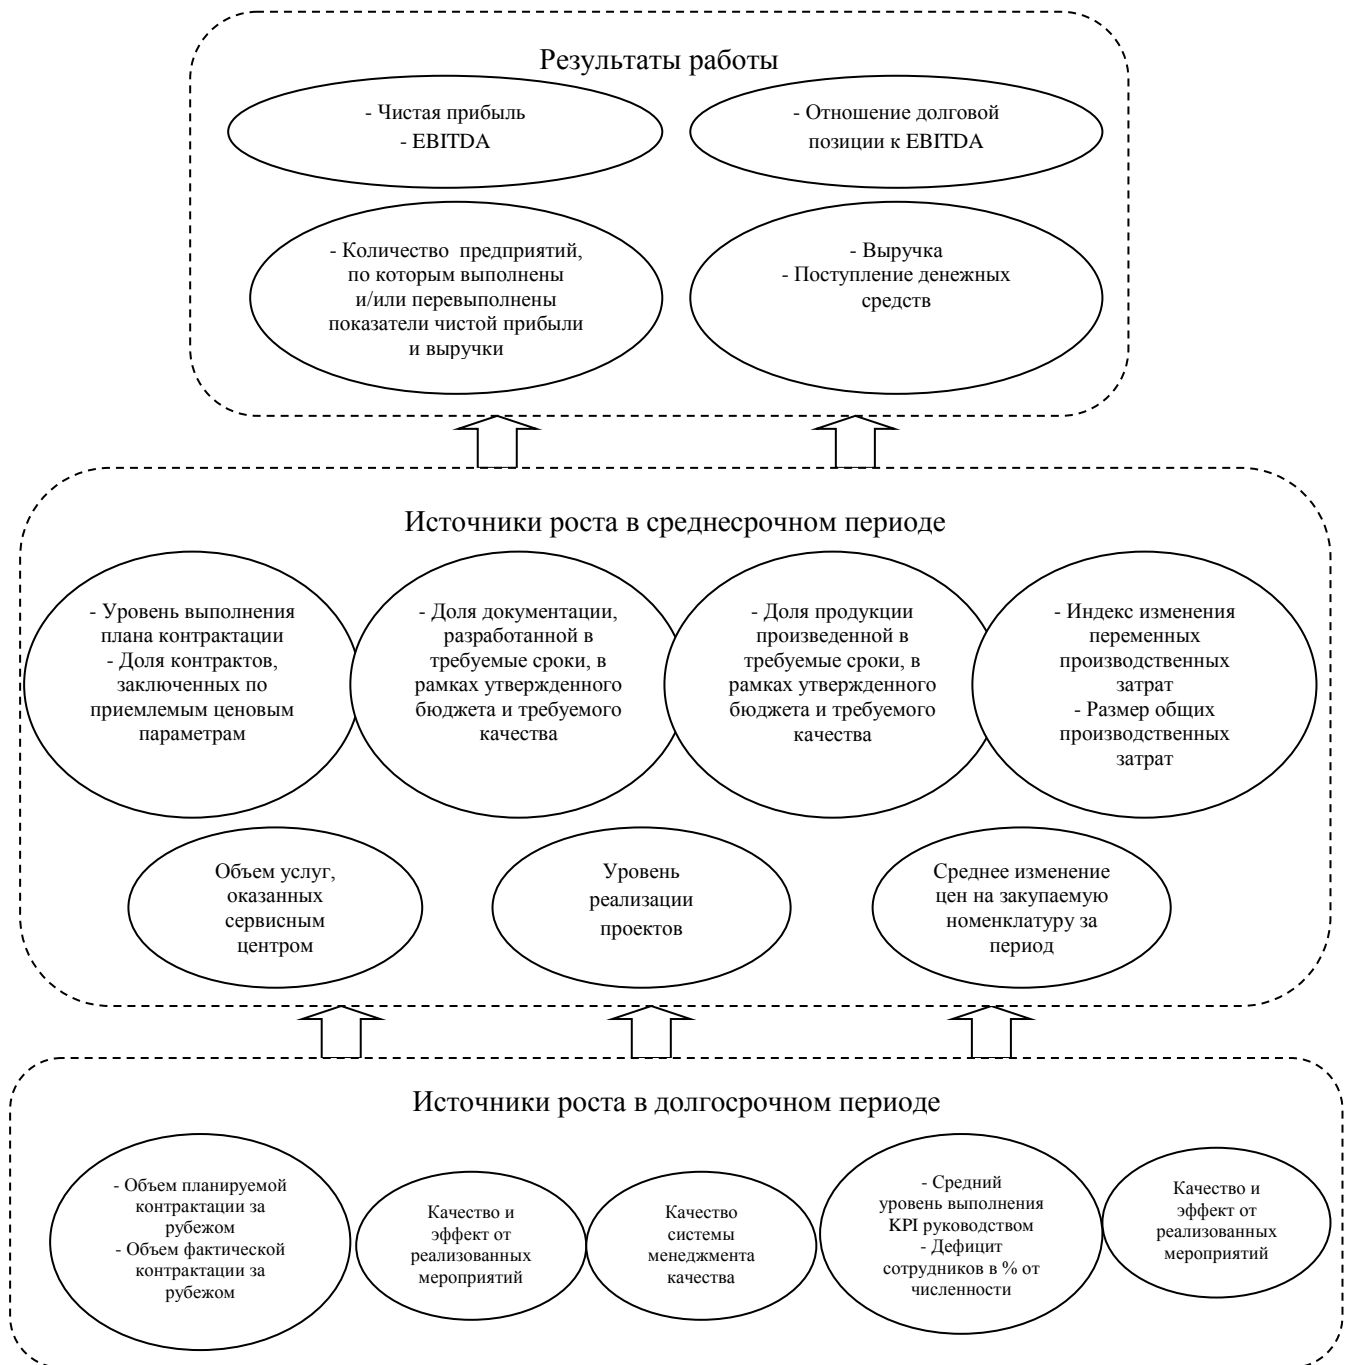 Результаты работы
- Чистая прибыль
- EBITDA
- Отношение долговой
позиции к EBITDA
- Количество предприятий,
по которым выполнены
и/или перевыполнены
показатели чистой прибыли
и выручки
- Выручка
- Поступление денежных
средств
Источники роста в среднесрочном периоде
- Уровень выполнения
плана контрактации
- Доля контрактов,
заключенных по
приемлемым ценовым
параметрам
- Доля документации,
разработанной в
требуемые сроки, в
рамках утвержденного
бюджета и требуемого
качества
- Доля продукции
произведенной в
требуемые сроки, в
рамках утвержденного
бюджета и требуемого
качества
- Индекс изменения
переменных
производственных
затрат
- Размер общих
производственных
затрат
Объем услуг,
оказанных
сервисным
центром
Уровень
реализации
проектов
Среднее изменение
цен на закупаемую
номенклатуру за
период
Источники роста в долгосрочном периоде
- Объем планируемой
контрактации за
рубежом
- Объем фактической
контрактации за
рубежом
Качество и
эффект от
реализованных
мероприятий
Качество
системы
менеджмента
качества
- Средний
уровень выполнения
KPI руководством
- Дефицит
сотрудников в % от
численности
Качество и
эффект от
реализованных
мероприятий